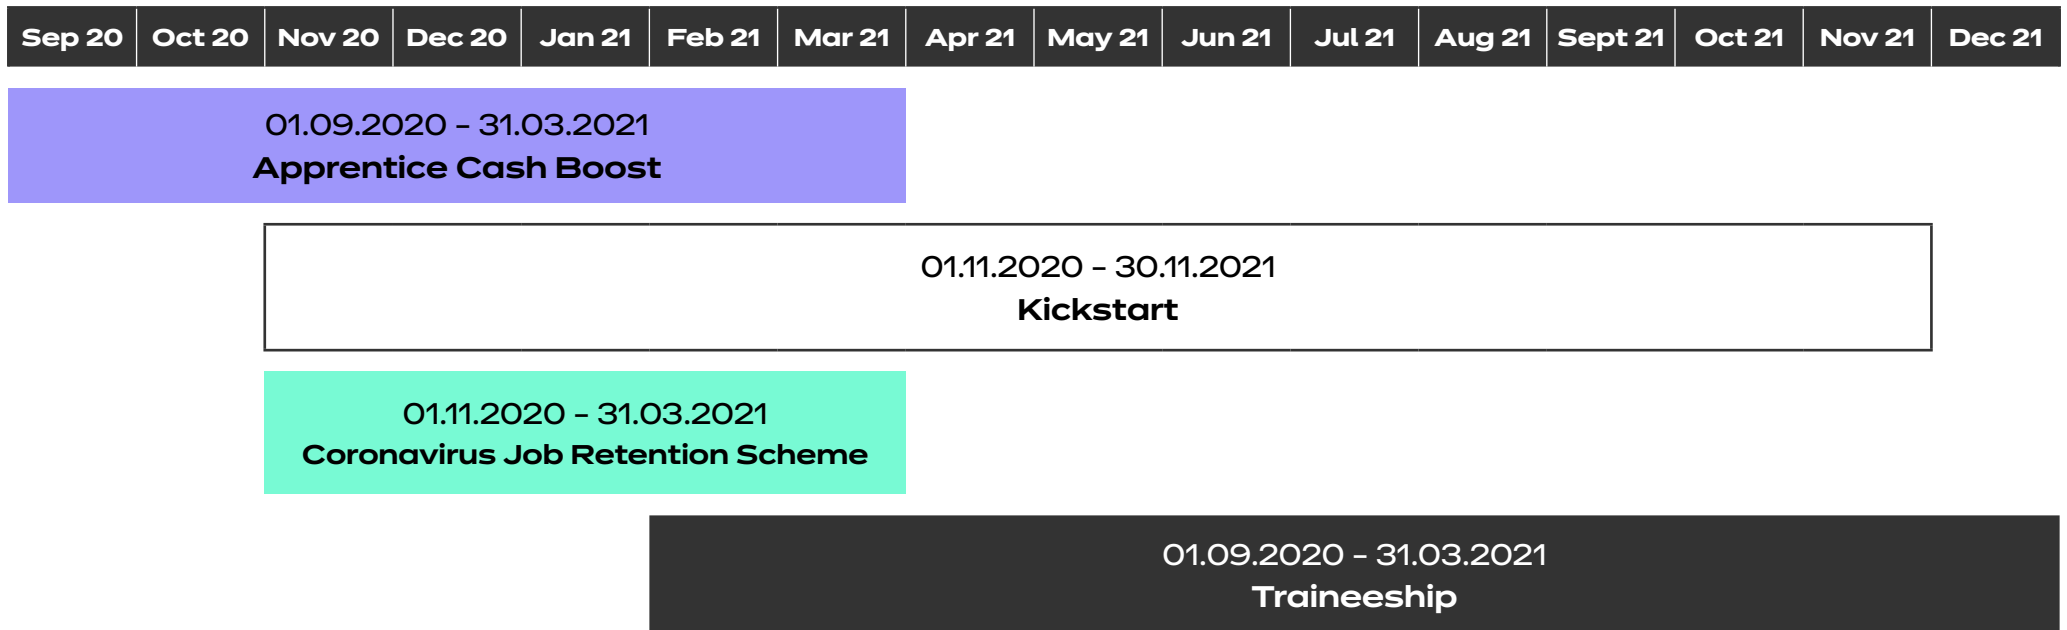 Sep 20 Oct 20 Nov 20 Dec 20 Jan 21 Feb 21 Mar 21 Apr 21 May 21 Jun 21 Jul 21 Aug 21 Sept 21 Oct 21 Nov 21 Dec 21
01.09.2020 – 31.03.2021
Apprentice Cash Boost
01.11.2020 – 30.11.2021
Kickstart
01.11.2020 – 31.03.2021
Coronavirus Job Retention Scheme
01.09.2020 – 31.03.2021
Traineeship